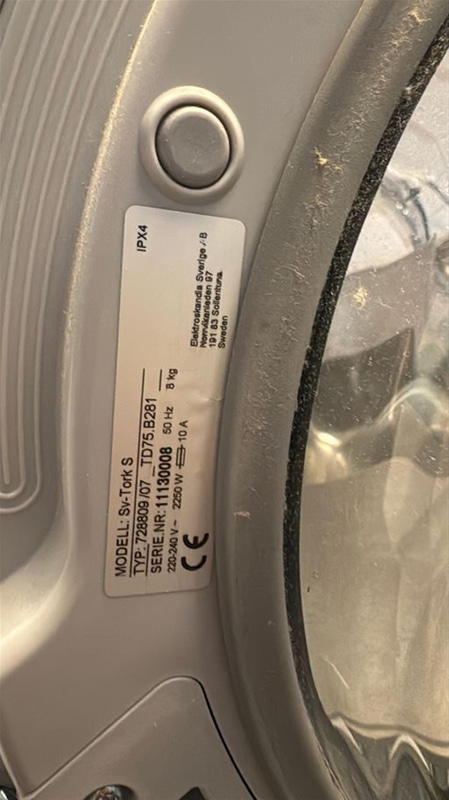 MODELL: Sv-Tork S
TYP: 728809 /07 TD75.B281
SERIE.NR: 11130008 50 Hz 8 kg
220-240 V ~ 2250 W 10 A
CE
IPX4
Elektroskandia Sverige AB
Norrvikenleden 97
191 83 Sollentuna
Sweden